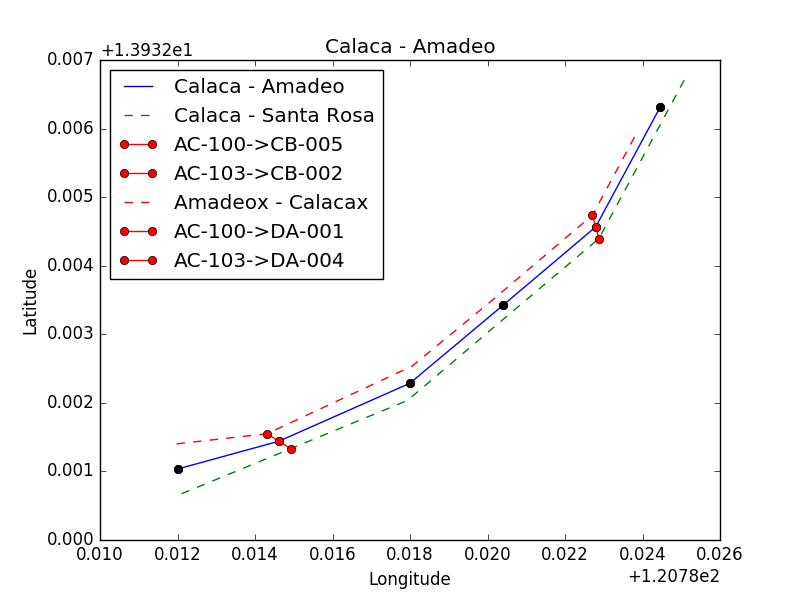 Calaca - Amadeo
+1.3932e1
0.007
0.006
0.005
0.004
0.003
0.002
0.001
0.000
Latitude
Calaca - Amadeo
Calaca - Santa Rosa
AC-100->CB-005
AC-103->CB-002
Amadeox - Calacax
AC-100->DA-001
AC-103->DA-004
0.010 0.012 0.014 0.016 0.018 0.020 0.022 0.024 0.026
Longitude
+1.2078e2